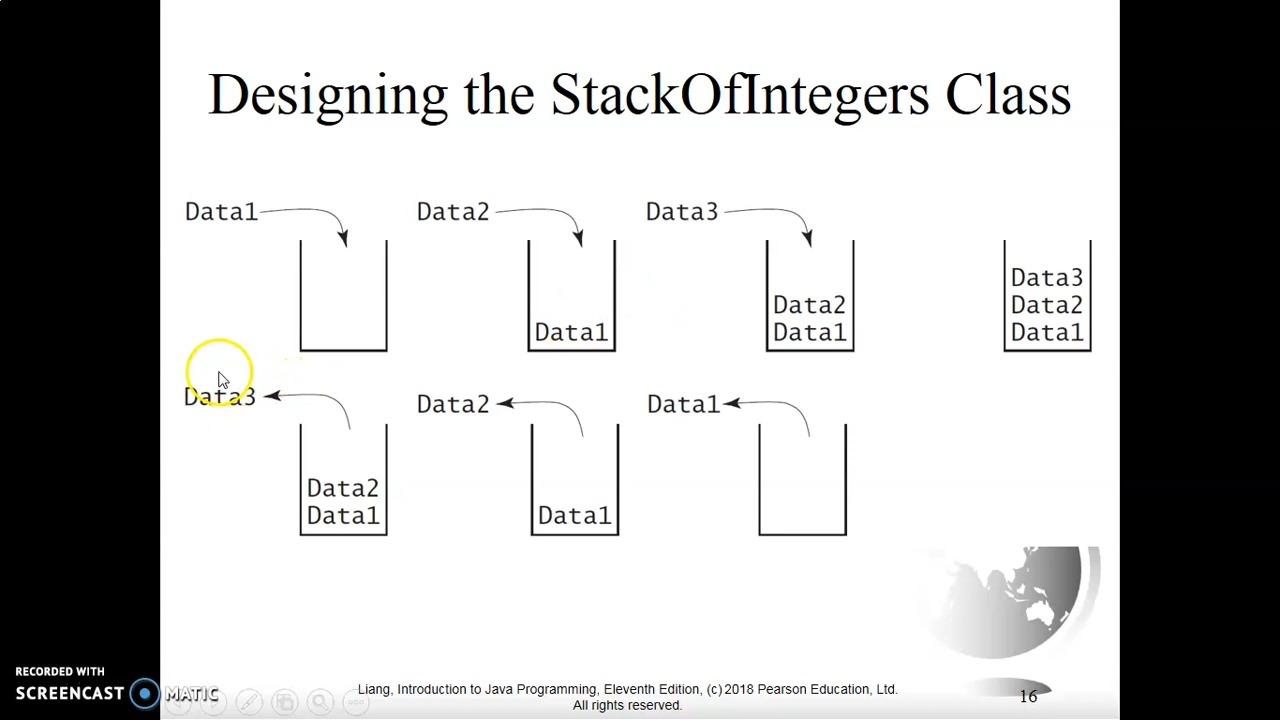 Designing the StackOfIntegers Class
Data1 Data2 Data3
Data3
Data2 Data2
Data1 Data1 Data1
Data3 Data2 Data1
Data2
Data1 Data1
RECORDED WITH
SCREENCAST MATIC
Liang, Introduction to Java Programming, Eleventh Edition, (c) 2018 Pearson Education, Ltd.
All rights reserved.
16